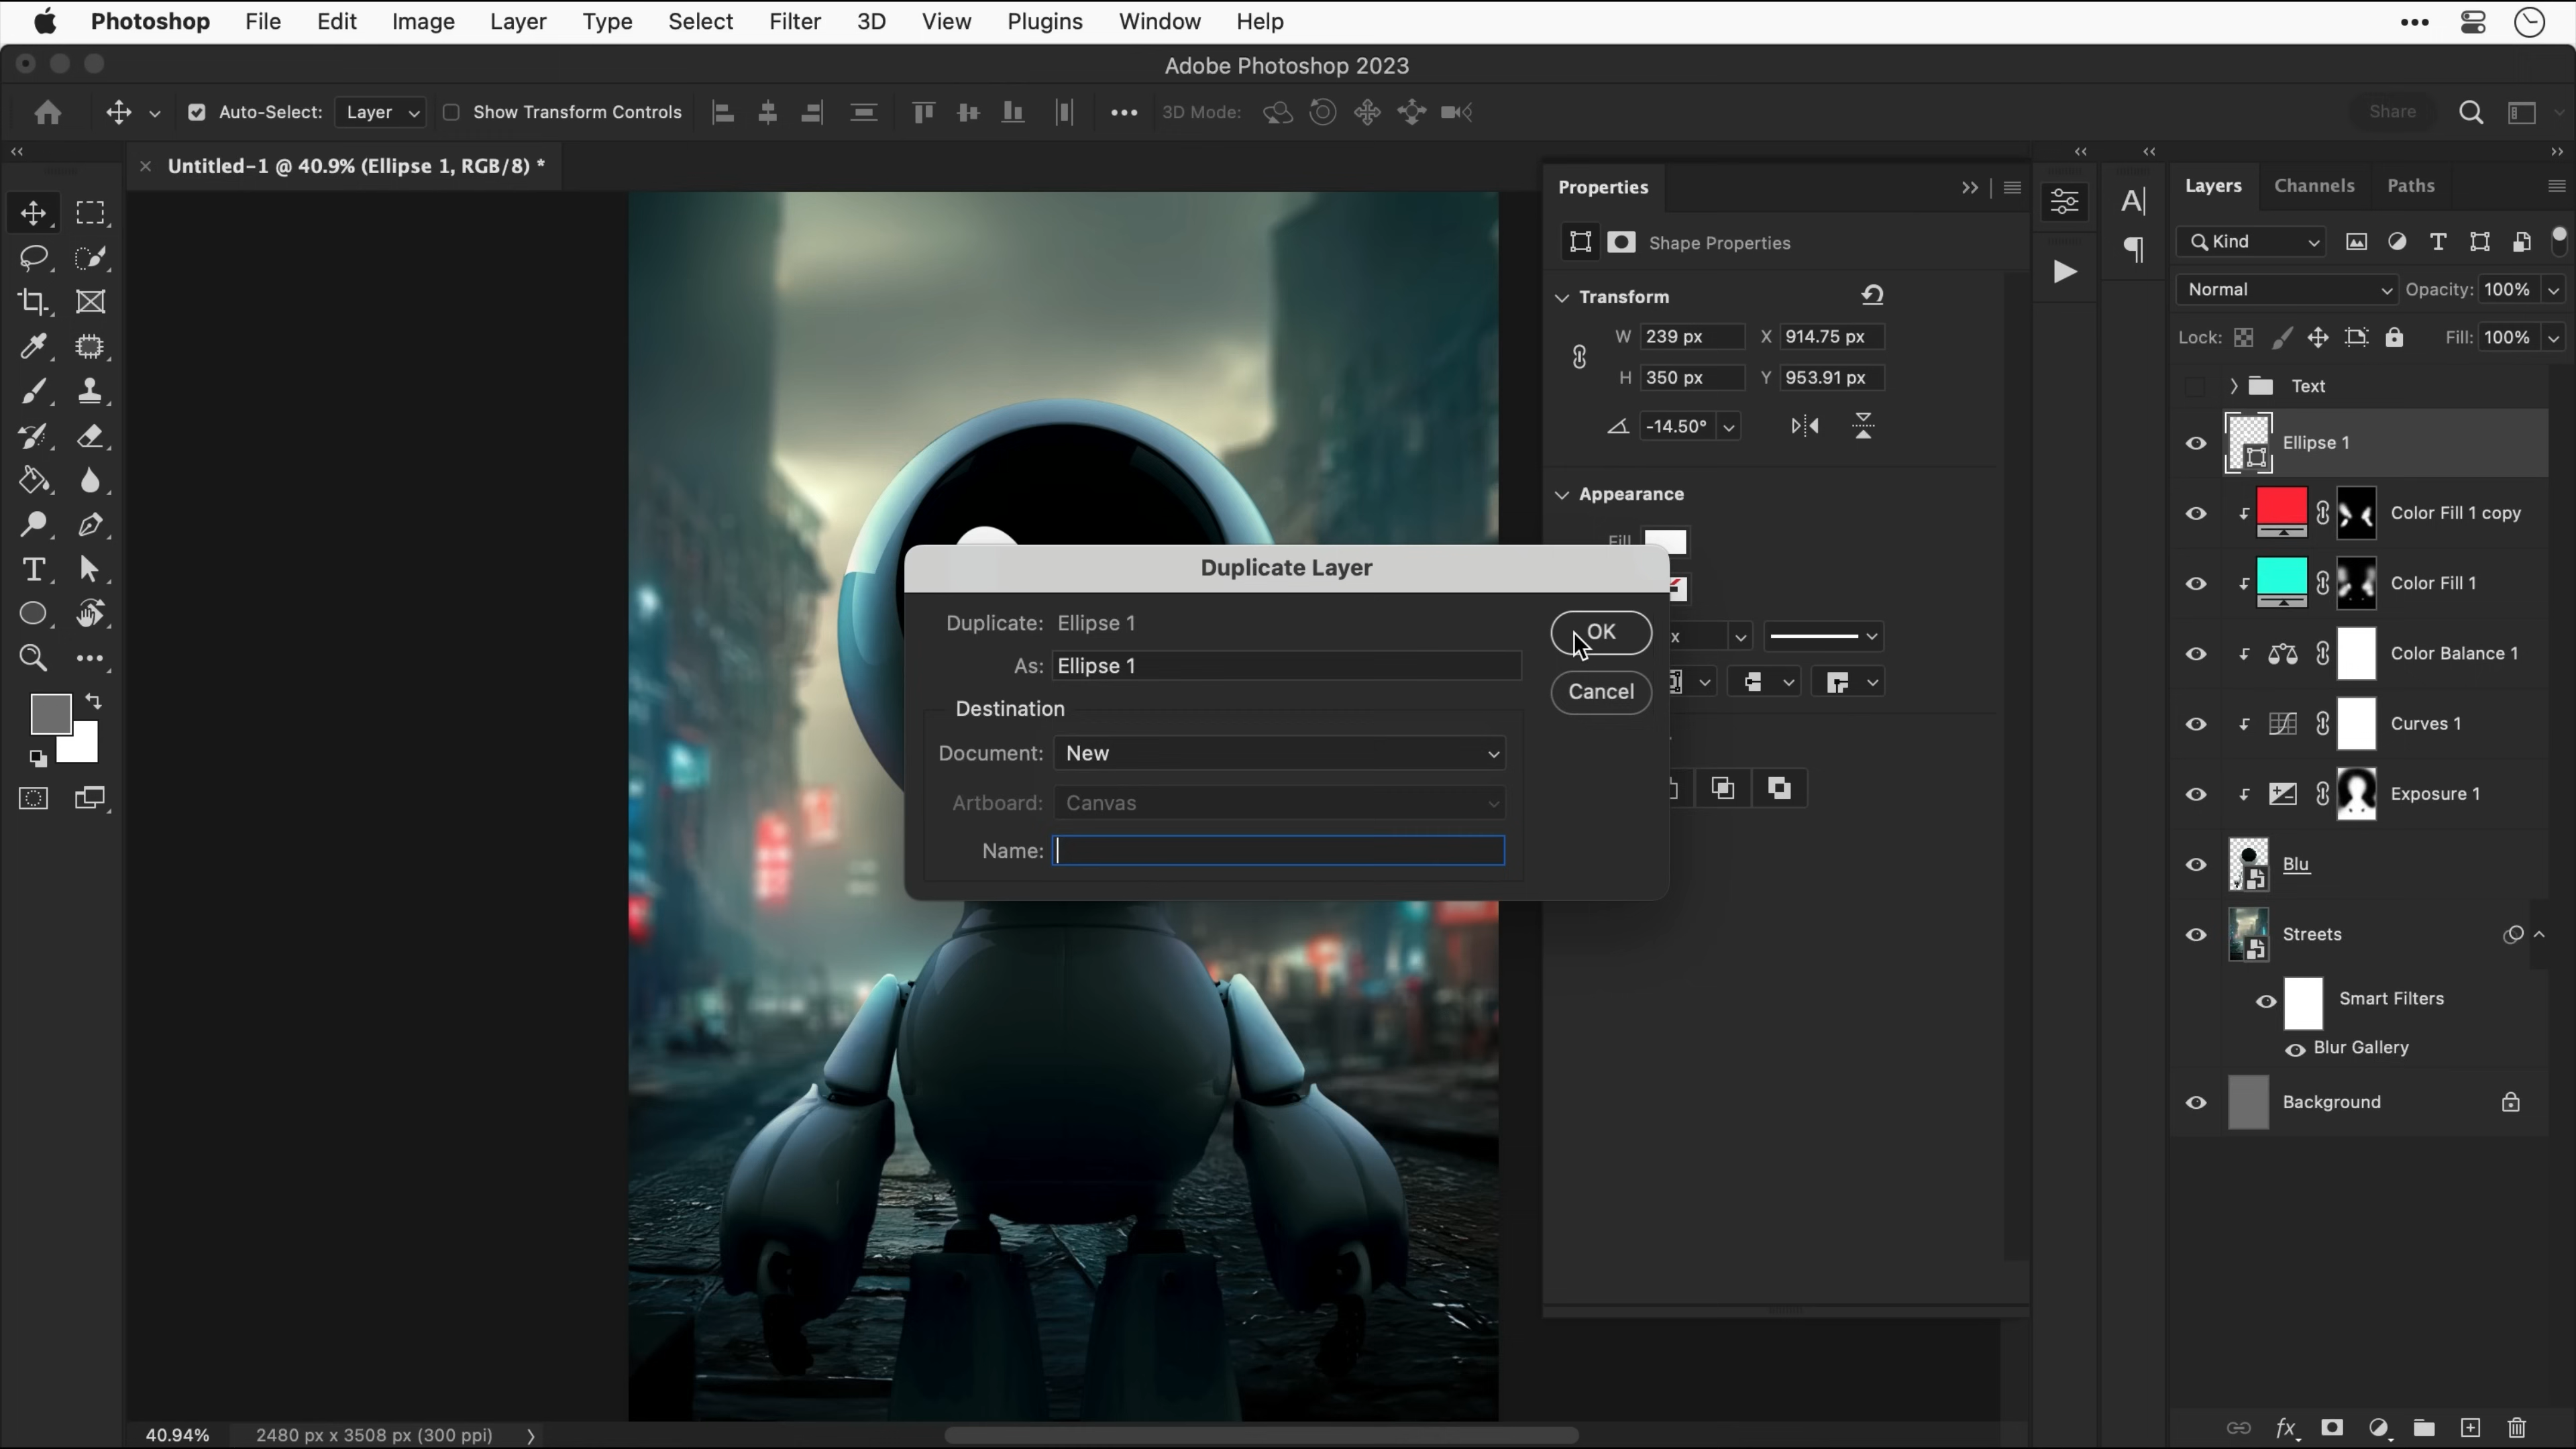 Photoshop File Edit Image Layer Type Select Filter 3D View Plugins Window Help
Adobe Photoshop 2023
Auto-Select: Layer Show Transform Controls 3D Mode: Share
Untitled-1 @ 40.9% (Ellipse 1, RGB/8) *
Properties
Shape Properties
Transform
W 239 px X 914.75 px
H 350 px Y 953.91 px
-14.50°
Appearance
Fill
Duplicate Layer
Duplicate: Ellipse 1
As: Ellipse 1
OK
Cancel
Destination
Document: New
Artboard: Canvas
Name:
Layers Channels Paths
Kind
Normal Opacity: 100%
Lock: Fill: 100%
Text
Ellipse 1
Color Fill 1 copy
Color Fill 1
Color Balance 1
Curves 1
Exposure 1
Blu
Streets
Smart Filters
Blur Gallery
Background
40.94% 2480 px x 3508 px (300 ppi)